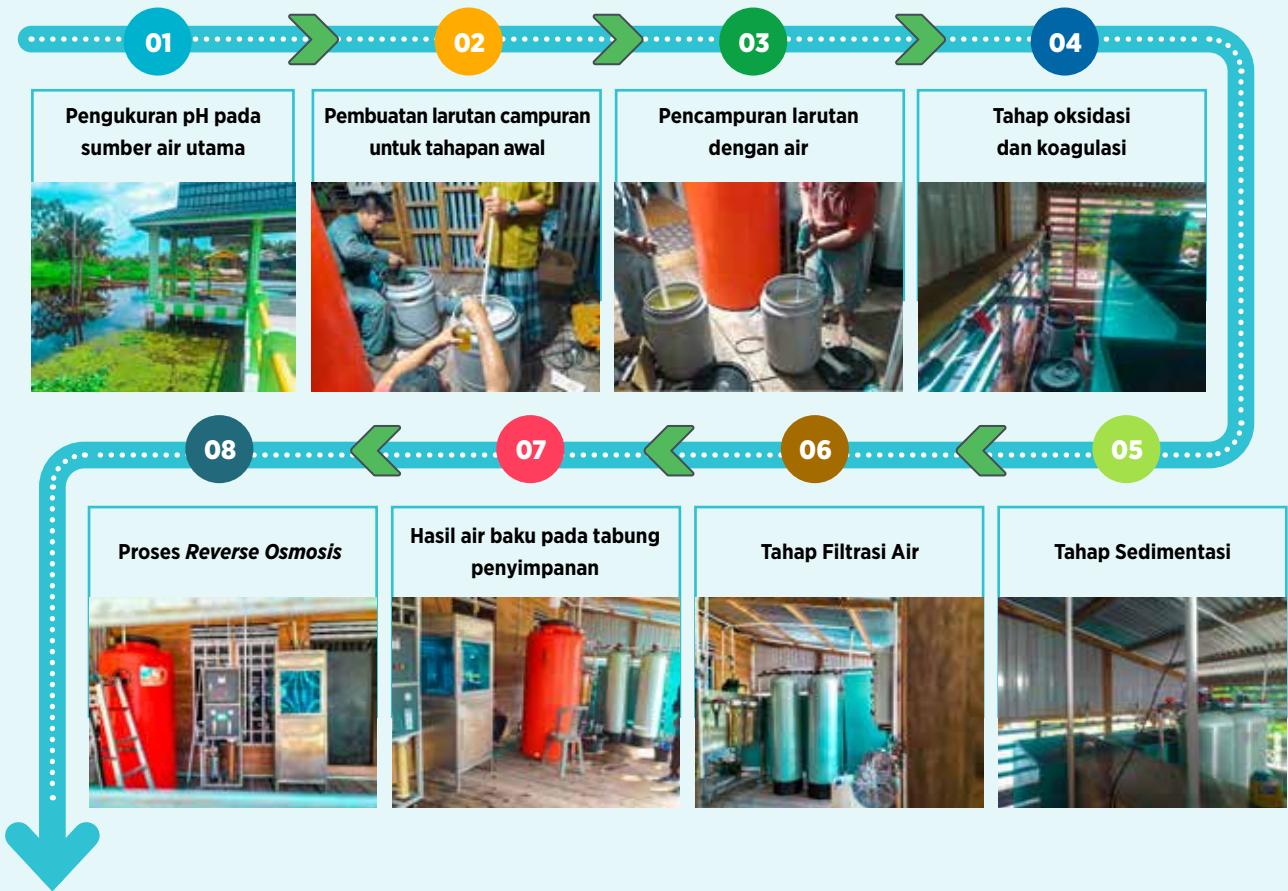 01
02
03
04
Pengukuran pH pada
sumber air utama
Pembuatan larutan campuran
untuk tahapan awal
Pencampuran larutan
dengan air
Tahap oksidasi
dan koagulasi
05
06
07
08
Tahap Sedimentasi
Tahap Filtrasi Air
Hasil air baku pada tabung
penyimpanan
Proses Reverse Osmosis